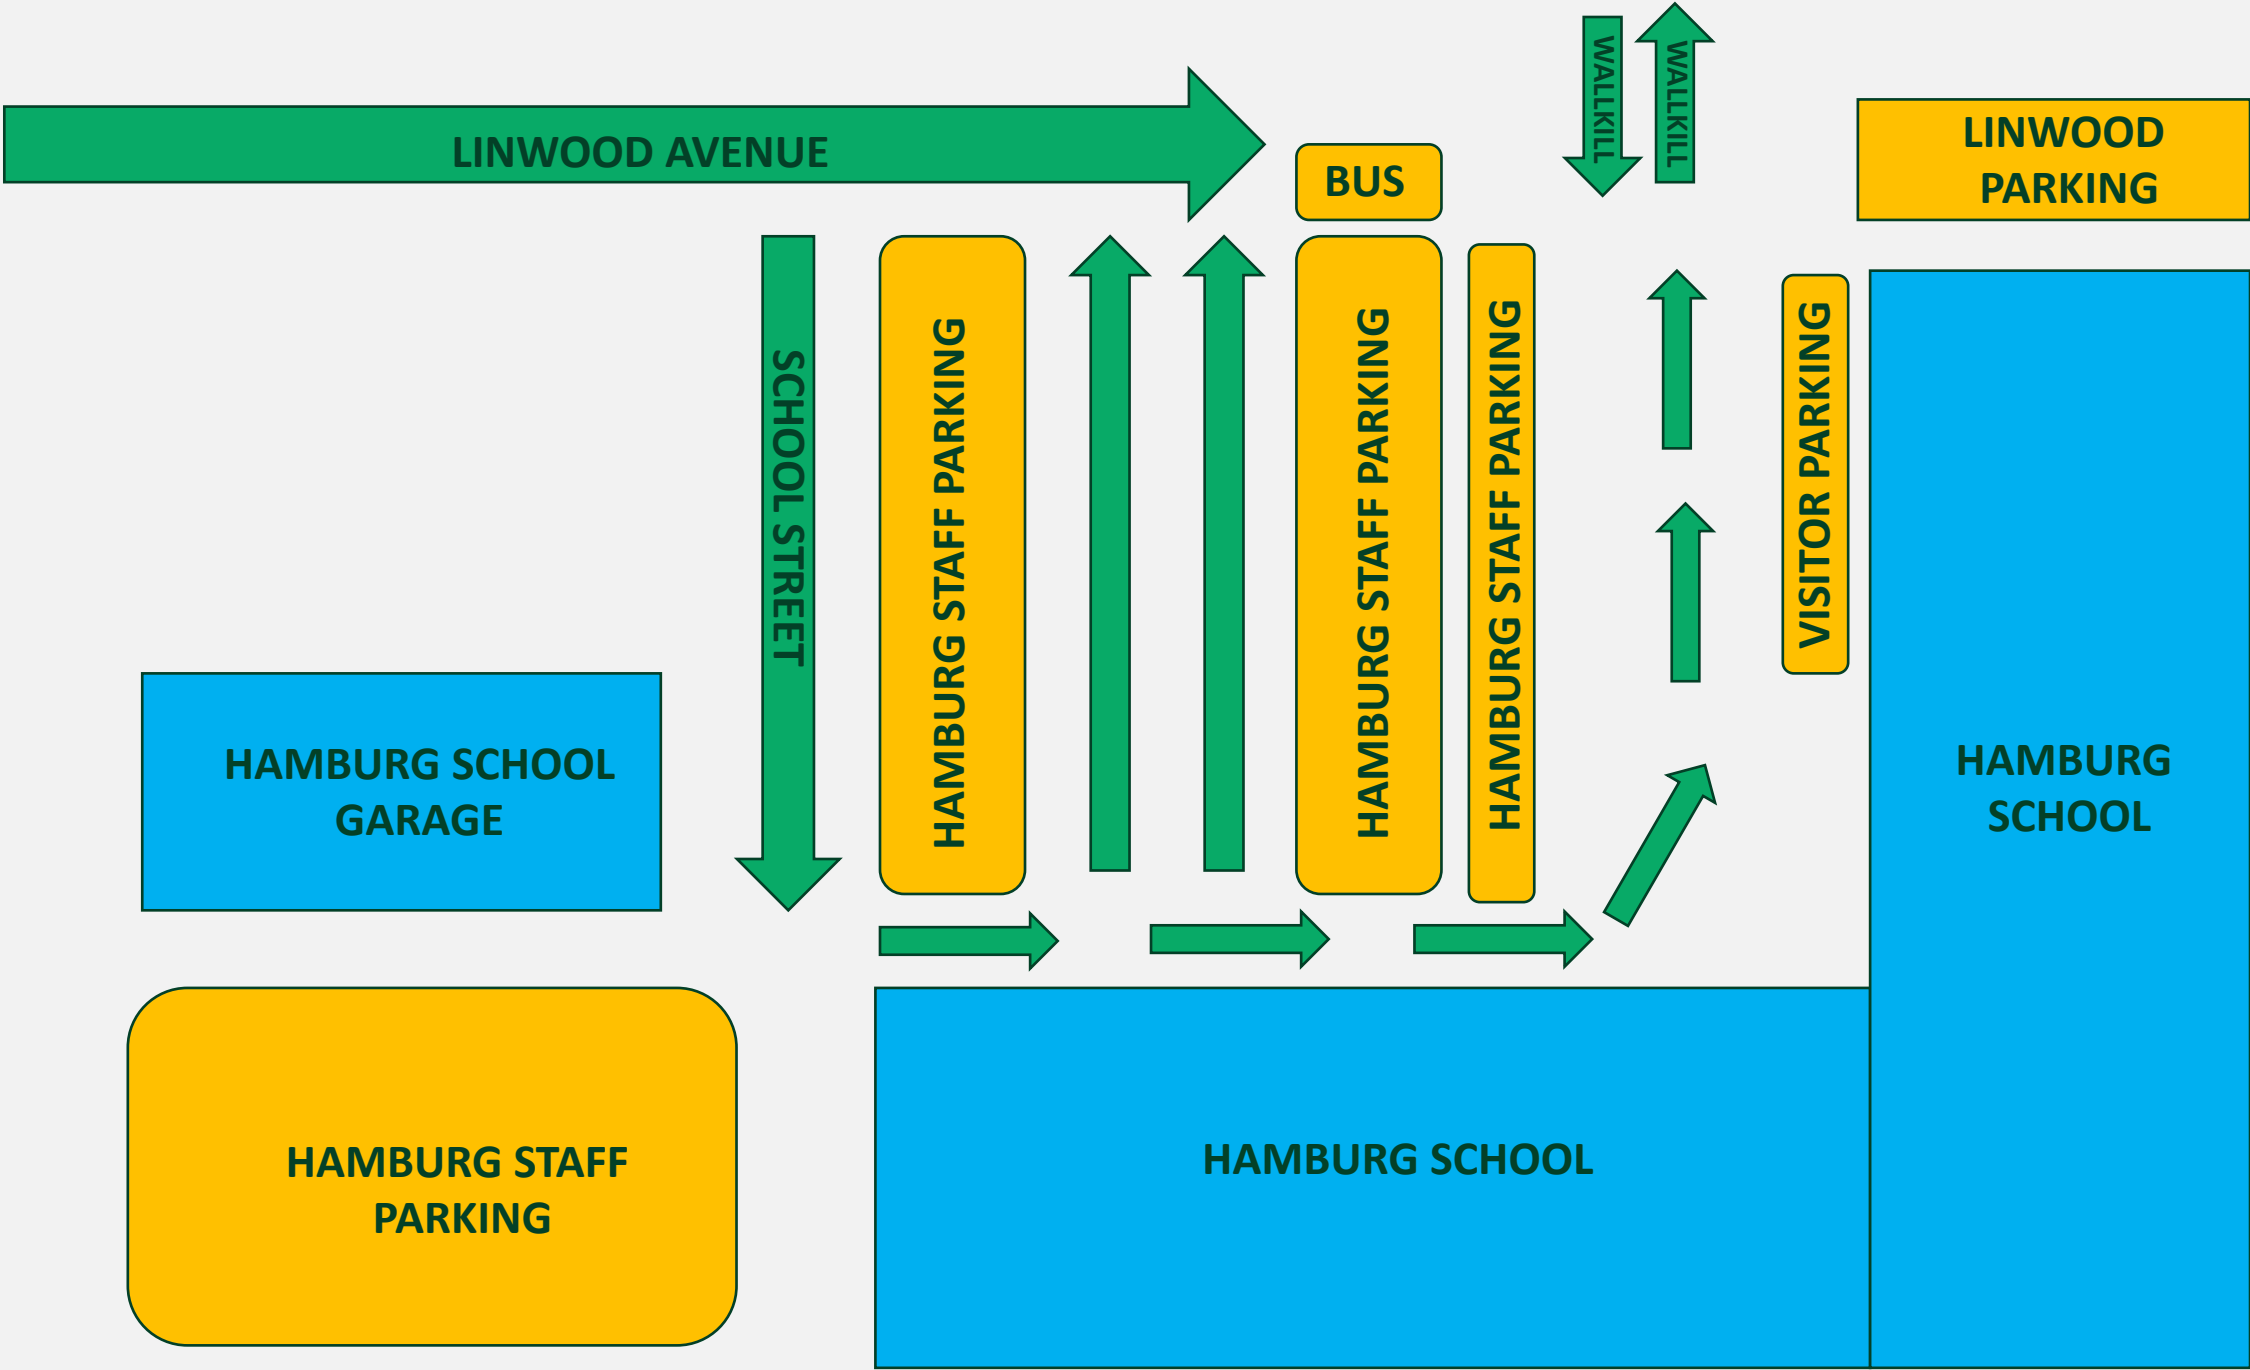 WALLKILL
WALLKILL
LINWOOD AVENUE
BUS
LINWOOD
PARKING
SCHOOL STREET
HAMBURG STAFF PARKING
HAMBURG STAFF PARKING
HAMBURG STAFF PARKING
VISITOR PARKING
HAMBURG SCHOOL
GARAGE
HAMBURG
SCHOOL
HAMBURG STAFF
PARKING
HAMBURG SCHOOL